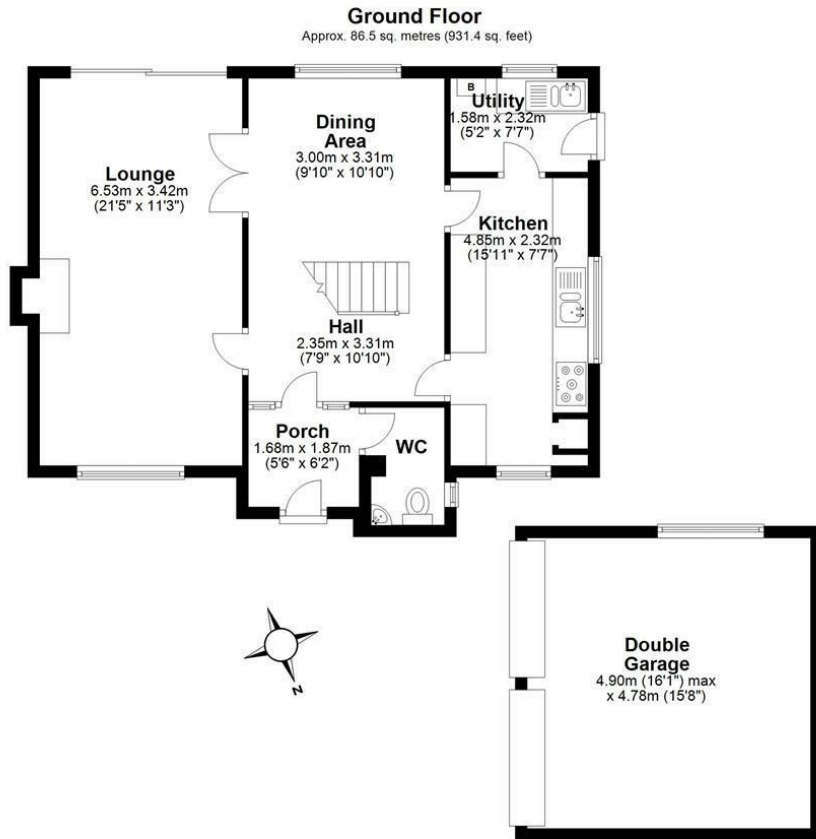 Ground Floor
Approx. 86.5 sq. metres (931.4 sq. feet)
B
Utility
1.58m x 2.32m
(5'2" x 7'7")
Dining
Area
3.00m x 3.31m
(9'10" x 10'10")
Lounge
6.53m x 3.42m
(21'5" x 11'3")
Kitchen
4.85m x 2.32m
(15'11" x 7'7")
Hall
2.35m x 3.31m
(7'9" x 10'10")
Porch
1.68m x 1.87m
(5'6" x 6'2")
WC
N
Double
Garage
4.90m (16'1") max
x 4.78m (15'8")